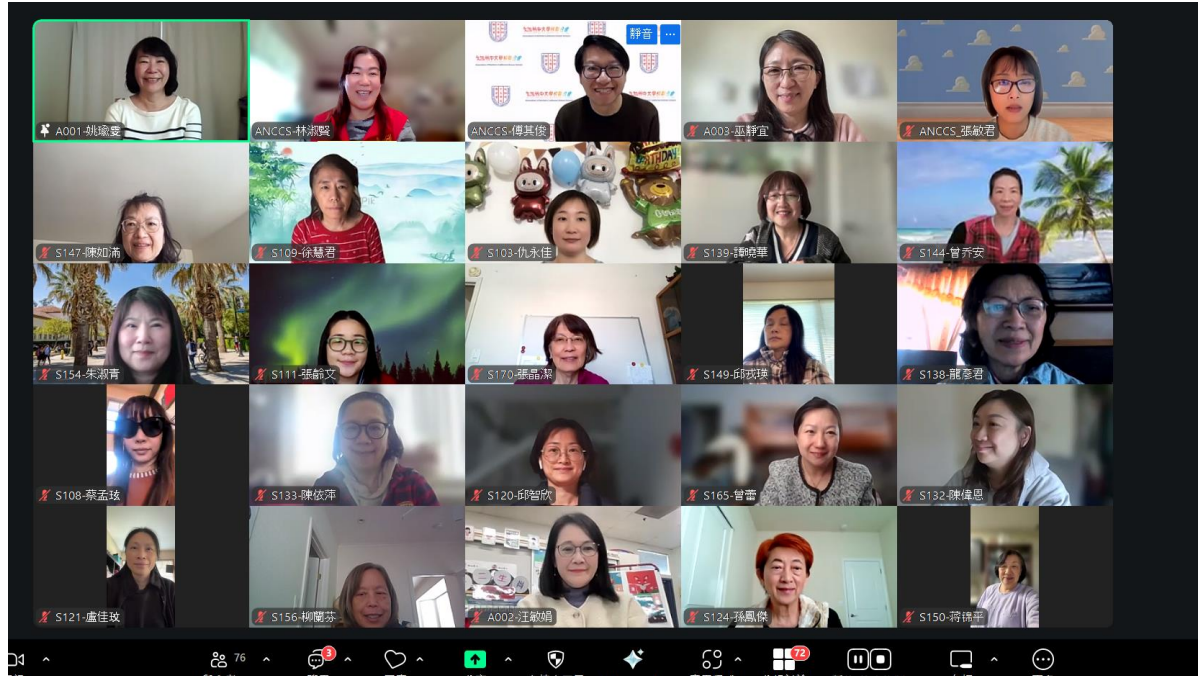 靜音 ...
A001-姚瑜雯
ANCCS-林淑賢
ANCCS-傅其俊
A003-巫靜宜
ANCCS_張敏君
BIRTHDAY
S147-陳如滿
S109-徐慧君
S103-仇永佳
S139-譚曉華
S144-曾乔安
S154-朱淑青
S111-張齡文
S170-張晶潔
S149-邱戎瑛
S138-龍彥君
S108-蔡孟玹
S133-陳依萍
S120-邱智欣
S165-曾蕾
S132-陳偉恩
S121-盧佳玫
S156-柳蘭芬
A002-汪敏娟
S124-孫鳳傑
S150-蒋锦平
76
3
72